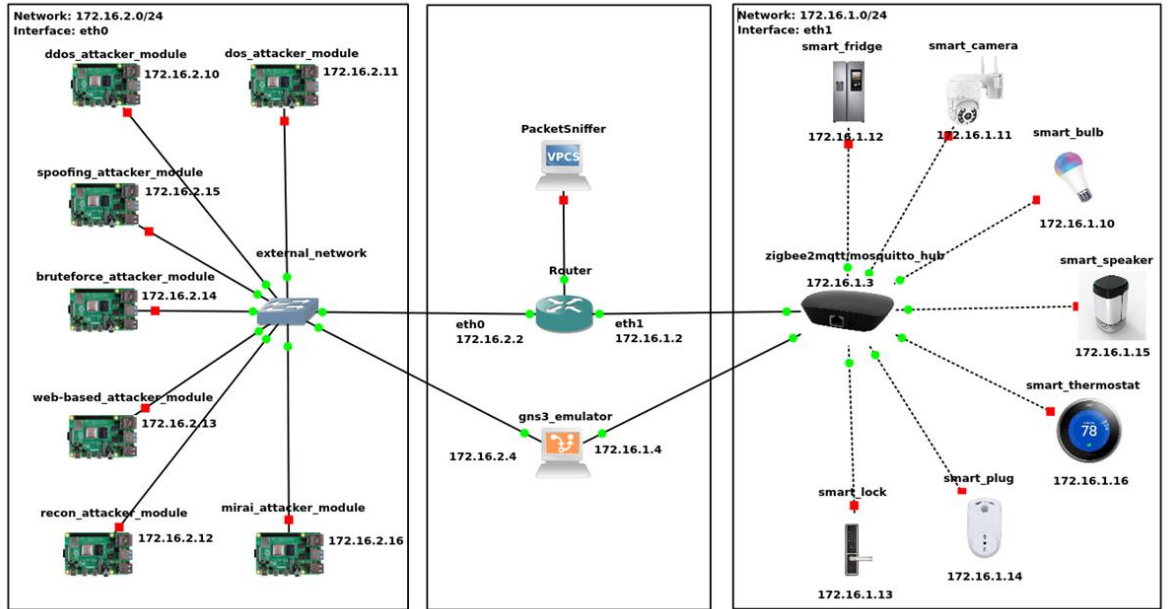 Network: 172.16.2.0/24
Interface: eth0
ddos_attacker_module
172.16.2.10
dos_attacker_module
172.16.2.11
spoofing_attacker_module
172.16.2.15
bruteforce_attacker_module
172.16.2.14
external_network
web-based_attacker_module
172.16.2.13
recon_attacker_module
172.16.2.12
mirai_attacker_module
172.16.2.16
PacketSniffer
VPCS
Router
eth0
172.16.2.2
eth1
172.16.1.2
gns3_emulator
172.16.2.4
172.16.1.4
Network: 172.16.1.0/24
Interface: eth1
smart_fridge
172.16.1.12
smart_camera
172.16.1.11
smart_bulb
172.16.1.10
zigbee2mqtt/mosquitto_hub
172.16.1.3
smart_speaker
172.16.1.15
smart_thermostat
78
172.16.1.16
smart_plug
172.16.1.14
smart_lock
172.16.1.13